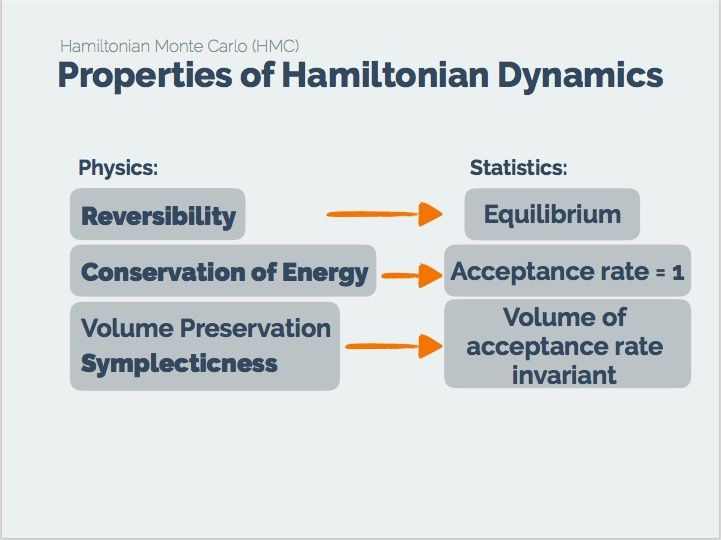 Hamiltonian Monte Carlo (HMC)
Properties of Hamiltonian Dynamics
Physics:
Statistics:
Reversibility
Equilibrium
Conservation of Energy
Acceptance rate = 1
Volume Preservation
Symplecticness
Volume of
acceptance rate
invariant